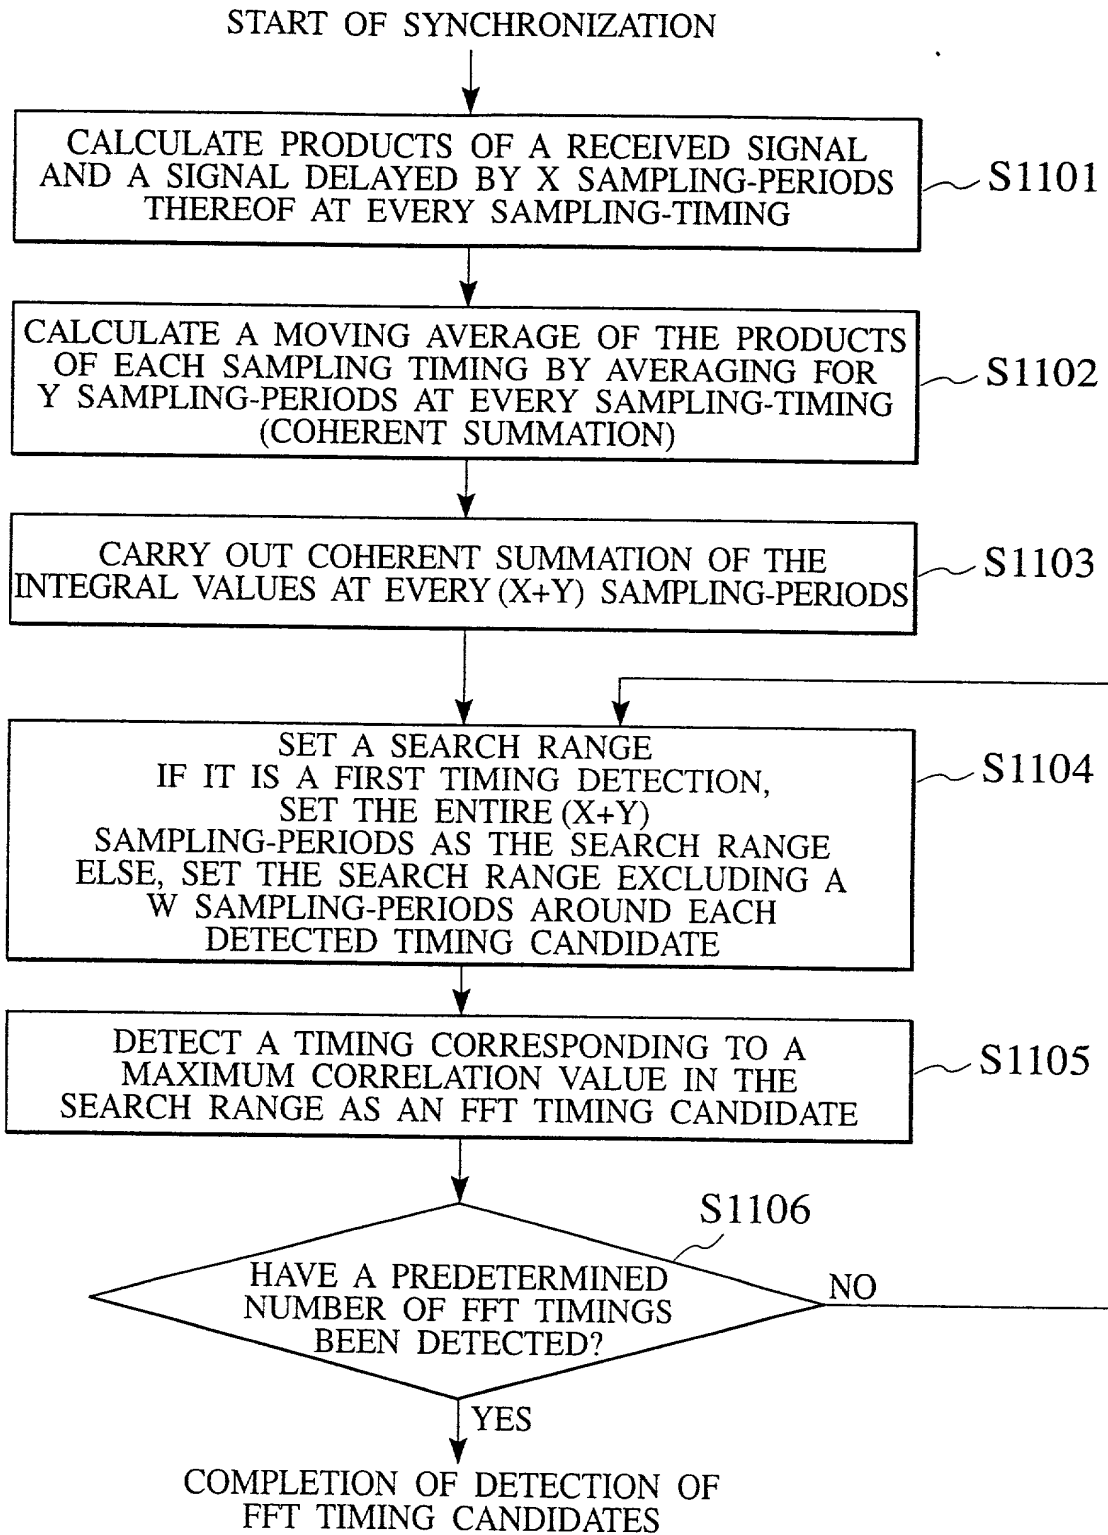 START OF SYNCHRONIZATION
CALCULATE PRODUCTS OF A RECEIVED SIGNAL
AND A SIGNAL DELAYED BY X SAMPLING-PERIODS
THEREOF AT EVERY SAMPLING-TIMING
S1101
CALCULATE A MOVING AVERAGE OF THE PRODUCTS
OF EACH SAMPLING TIMING BY AVERAGING FOR
Y SAMPLING-PERIODS AT EVERY SAMPLING-TIMING
(COHERENT SUMMATION)
S1102
CARRY OUT COHERENT SUMMATION OF THE
INTEGRAL VALUES AT EVERY (X+Y) SAMPLING-PERIODS
S1103
SET A SEARCH RANGE
IF IT IS A FIRST TIMING DETECTION,
SET THE ENTIRE (X+Y)
SAMPLING-PERIODS AS THE SEARCH RANGE
ELSE, SET THE SEARCH RANGE EXCLUDING A
W SAMPLING-PERIODS AROUND EACH
DETECTED TIMING CANDIDATE
S1104
DETECT A TIMING CORRESPONDING TO A
MAXIMUM CORRELATION VALUE IN THE
SEARCH RANGE AS AN FFT TIMING CANDIDATE
S1105
S1106
HAVE A PREDETERMINED
NUMBER OF FFT TIMINGS
BEEN DETECTED?
NO
YES
COMPLETION OF DETECTION OF
FFT TIMING CANDIDATES